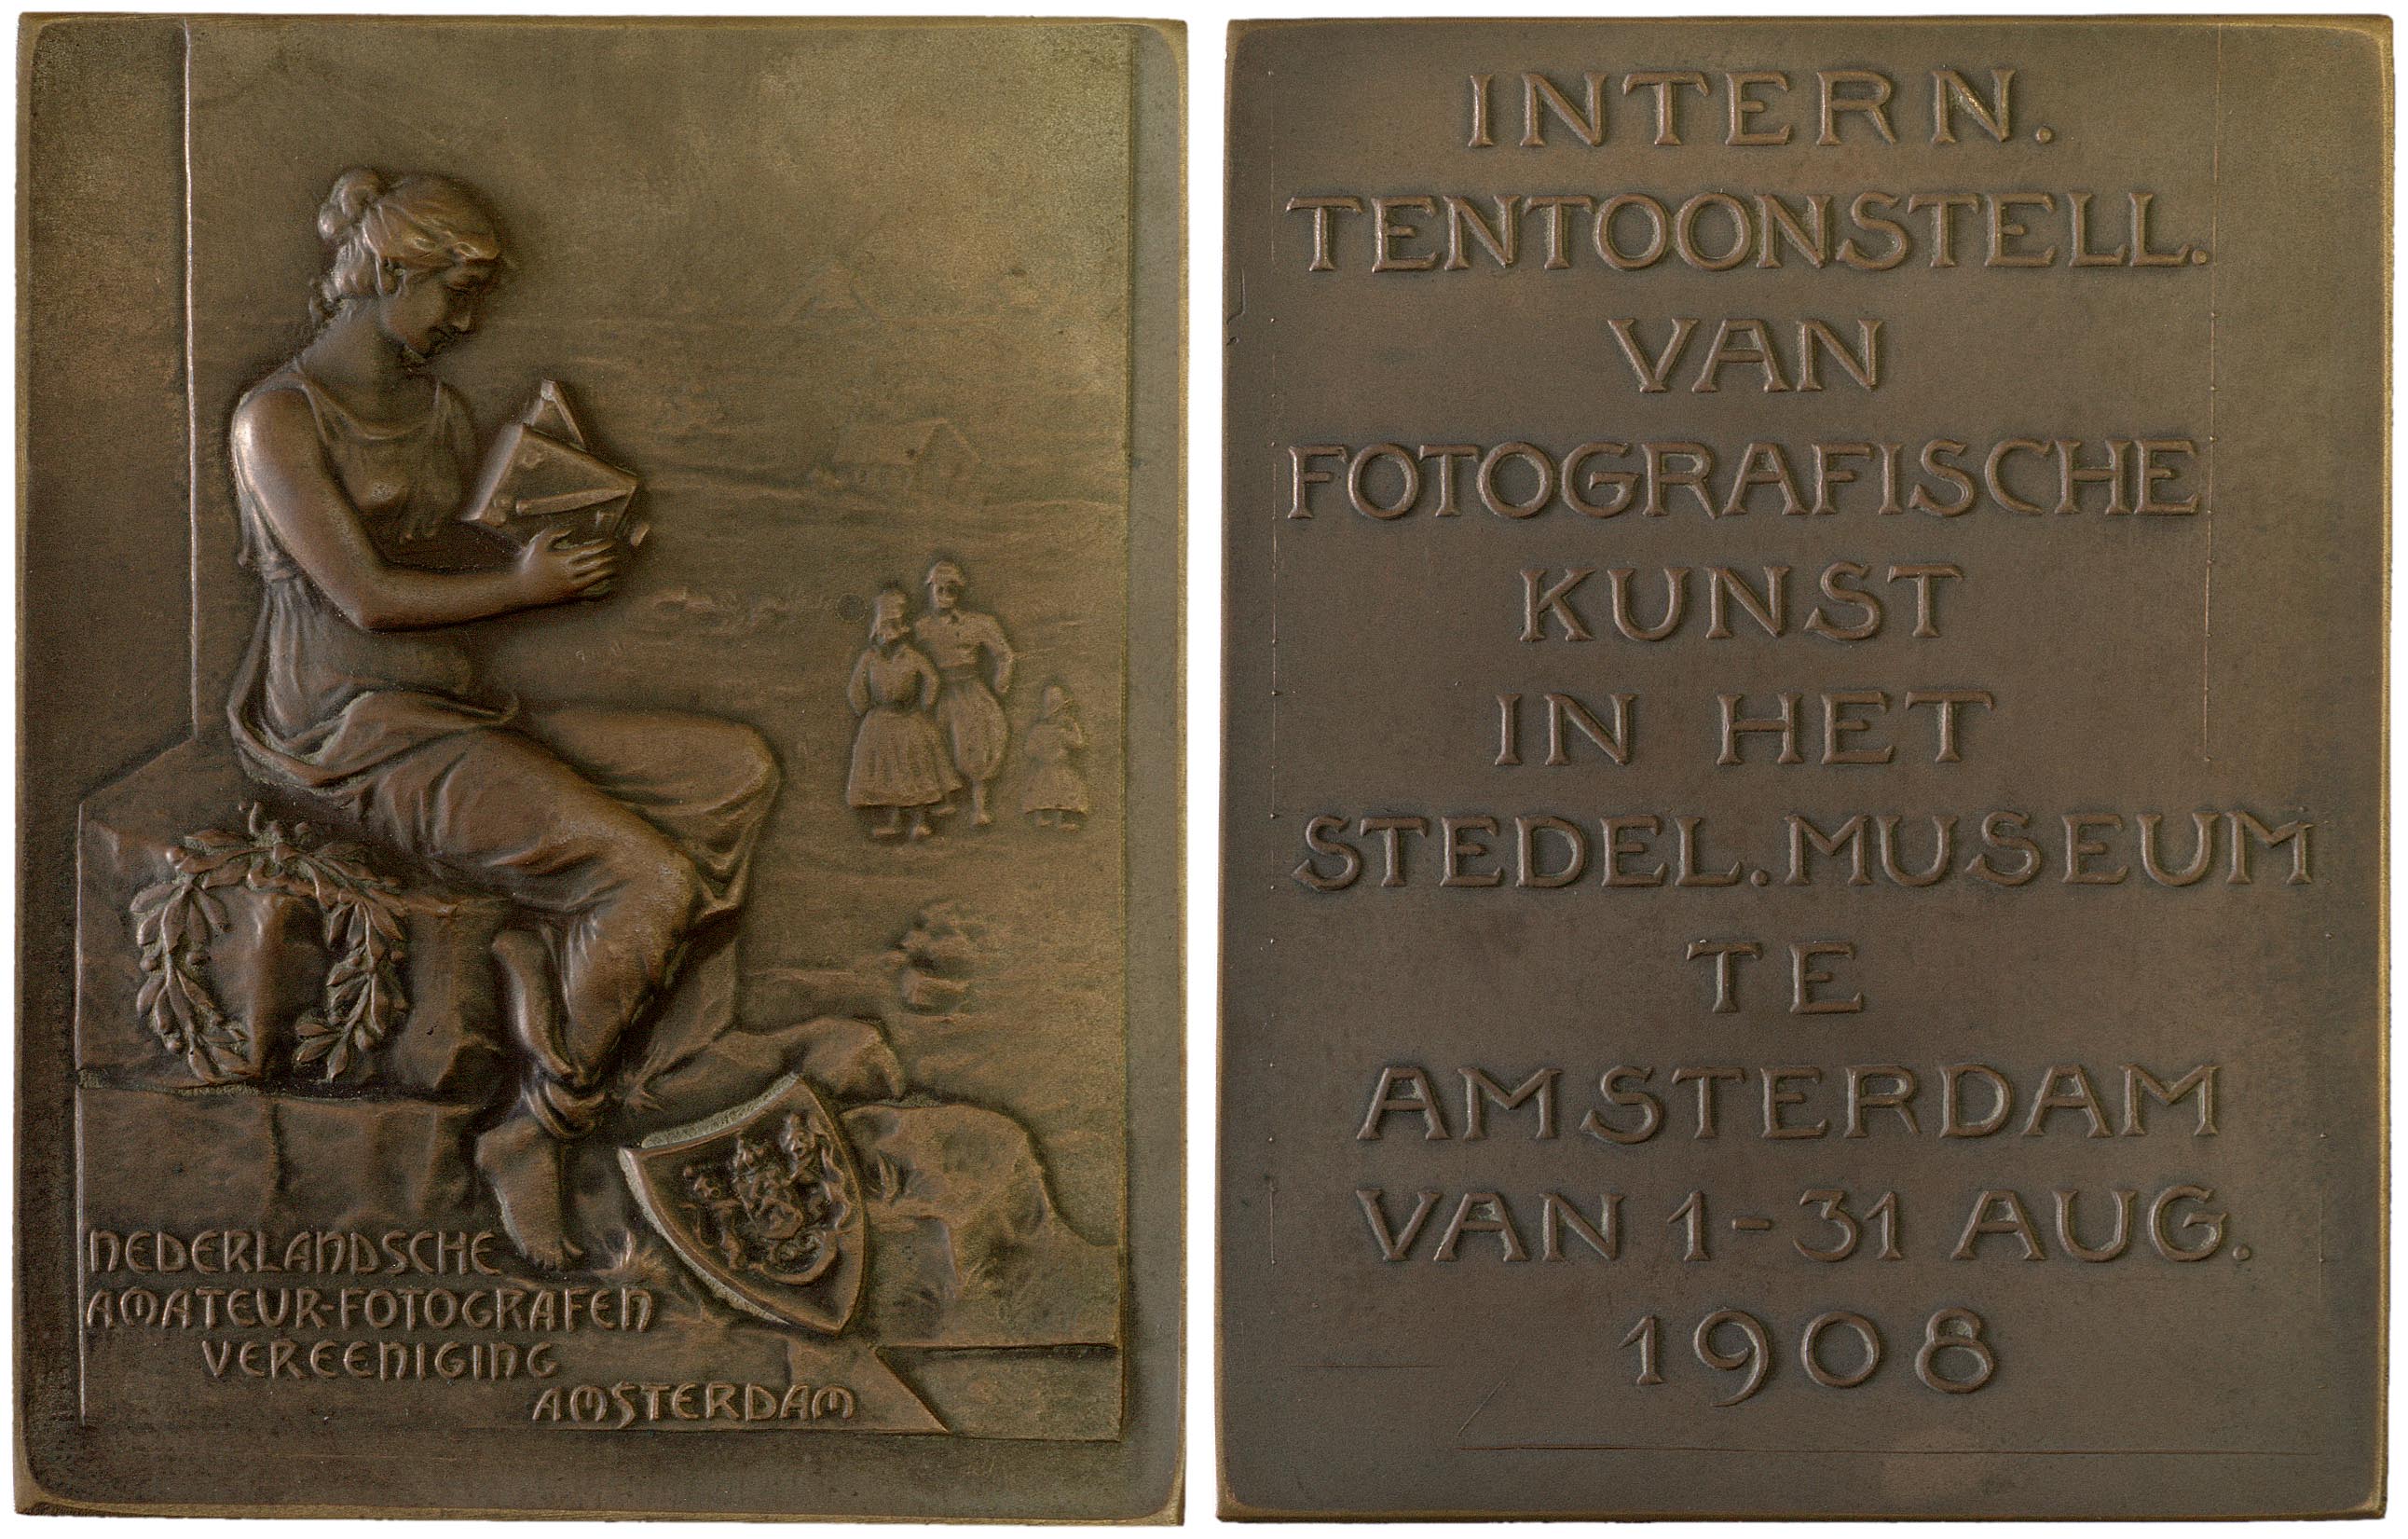 NEDERLANDSCHE
AMATEUR-FOTOGRAFEN
VEREENIGING
AMSTERDAM
INTERN.
TENTOONSTELL.
VAN
FOTOGRAFISCHE
KUNST
IN HET
STEDEL. MUSEUM
TE
AMSTERDAM
VAN 1-31 AUG.
1908